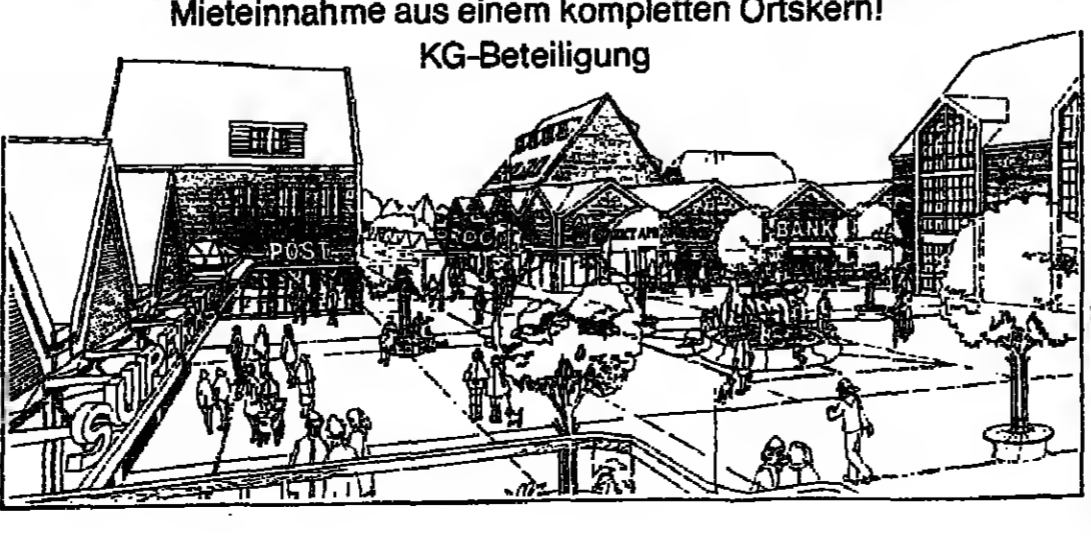 Mieteinnahme aus einem kompletten Ortskern!
KG-Beteiligung
POST
BANK